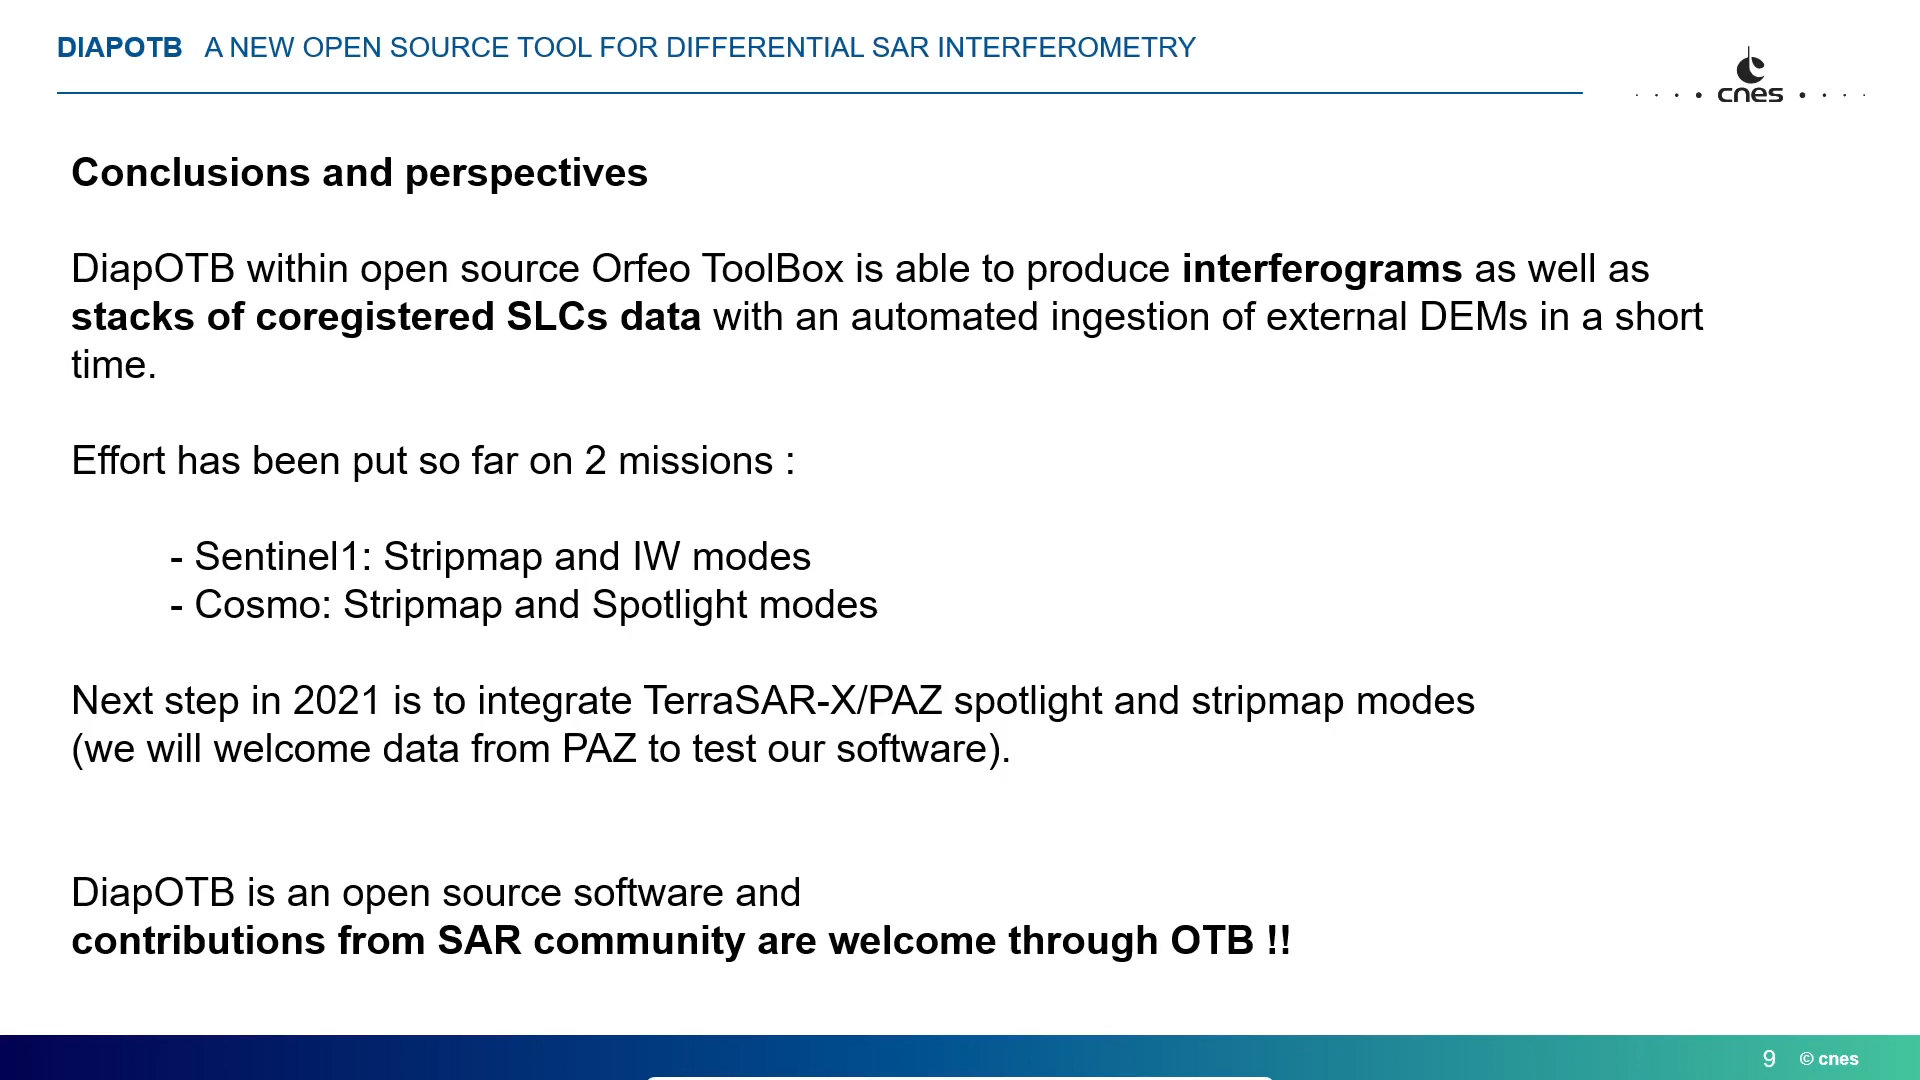 DIAPOTB A NEW OPEN SOURCE TOOL FOR DIFFERENTIAL SAR INTERFEROMETRY
cnes
Conclusions and perspectives
DiapOTB within open source Orfeo ToolBox is able to produce interferograms as well as
stacks of coregistered SLCs data with an automated ingestion of external DEMs in a short
time.
Effort has been put so far on 2 missions :
- Sentinel1: Stripmap and IW modes
- Cosmo: Stripmap and Spotlight modes
Next step in 2021 is to integrate TerraSAR-X/PAZ spotlight and stripmap modes
(we will welcome data from PAZ to test our software).
DiapOTB is an open source software and
contributions from SAR community are welcome through OTB !!
9 © cnes